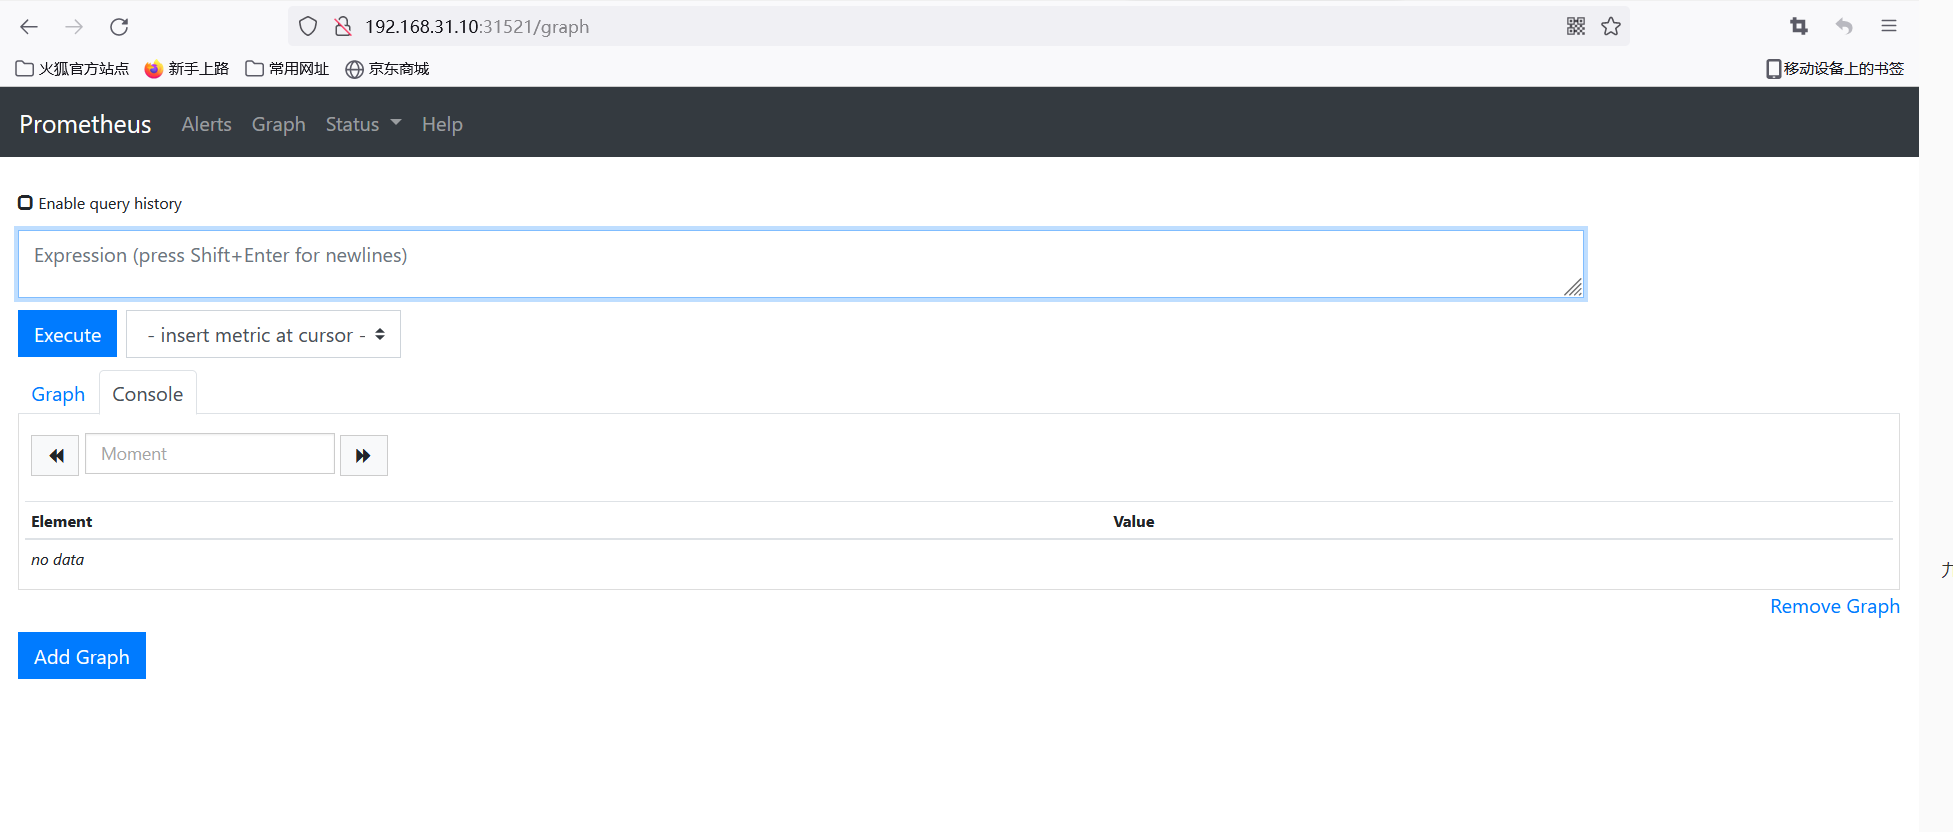 192.168.31.10:31521/graph
火狐官方站点 新手上路 常用网址 京东商城 移动设备上的书签
Prometheus Alerts Graph Status Help
Enable query history
Expression (press Shift+Enter for newlines)
Execute - insert metric at cursor -
Graph Console
Moment
Element Value
no data
Remove Graph
Add Graph